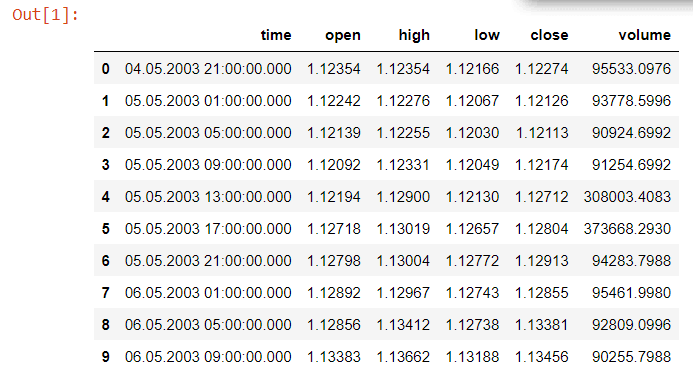 Out[1]:
time open high low close volume
0 04.05.2003 21:00:00.000 1.12354 1.12354 1.12166 1.12274 95533.0976
1 05.05.2003 01:00:00.000 1.12242 1.12276 1.12067 1.12126 93778.5996
2 05.05.2003 05:00:00.000 1.12139 1.12255 1.12030 1.12113 90924.6992
3 05.05.2003 09:00:00.000 1.12092 1.12331 1.12049 1.12174 91254.6992
4 05.05.2003 13:00:00.000 1.12194 1.12900 1.12130 1.12712 308003.4083
5 05.05.2003 17:00:00.000 1.12718 1.13019 1.12657 1.12804 373668.2930
6 05.05.2003 21:00:00.000 1.12798 1.13004 1.12772 1.12913 94283.7988
7 06.05.2003 01:00:00.000 1.12892 1.12967 1.12743 1.12855 95461.9980
8 06.05.2003 05:00:00.000 1.12856 1.13412 1.12738 1.13381 92809.0996
9 06.05.2003 09:00:00.000 1.13383 1.13662 1.13188 1.13456 90255.7988